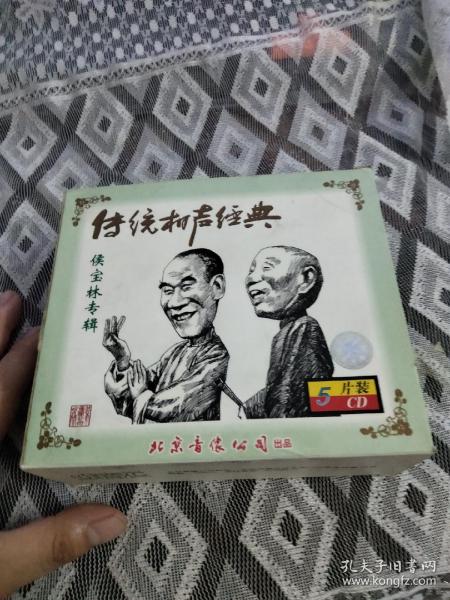 传统相声经典
侯宝林专辑
5片装
CD
北京音像公司出品
孔夫子旧书网
www.kongfz.com